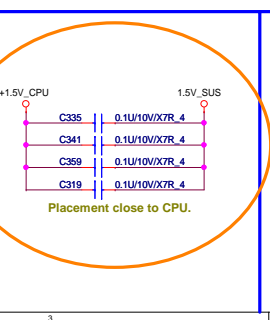 +1.5V_CPU 1.5V_SUS
C335 0.1U/10V/X7R_4
C341 0.1U/10V/X7R_4
C359 0.1U/10V/X7R_4
C319 0.1U/10V/X7R_4
Placement close to CPU.
3